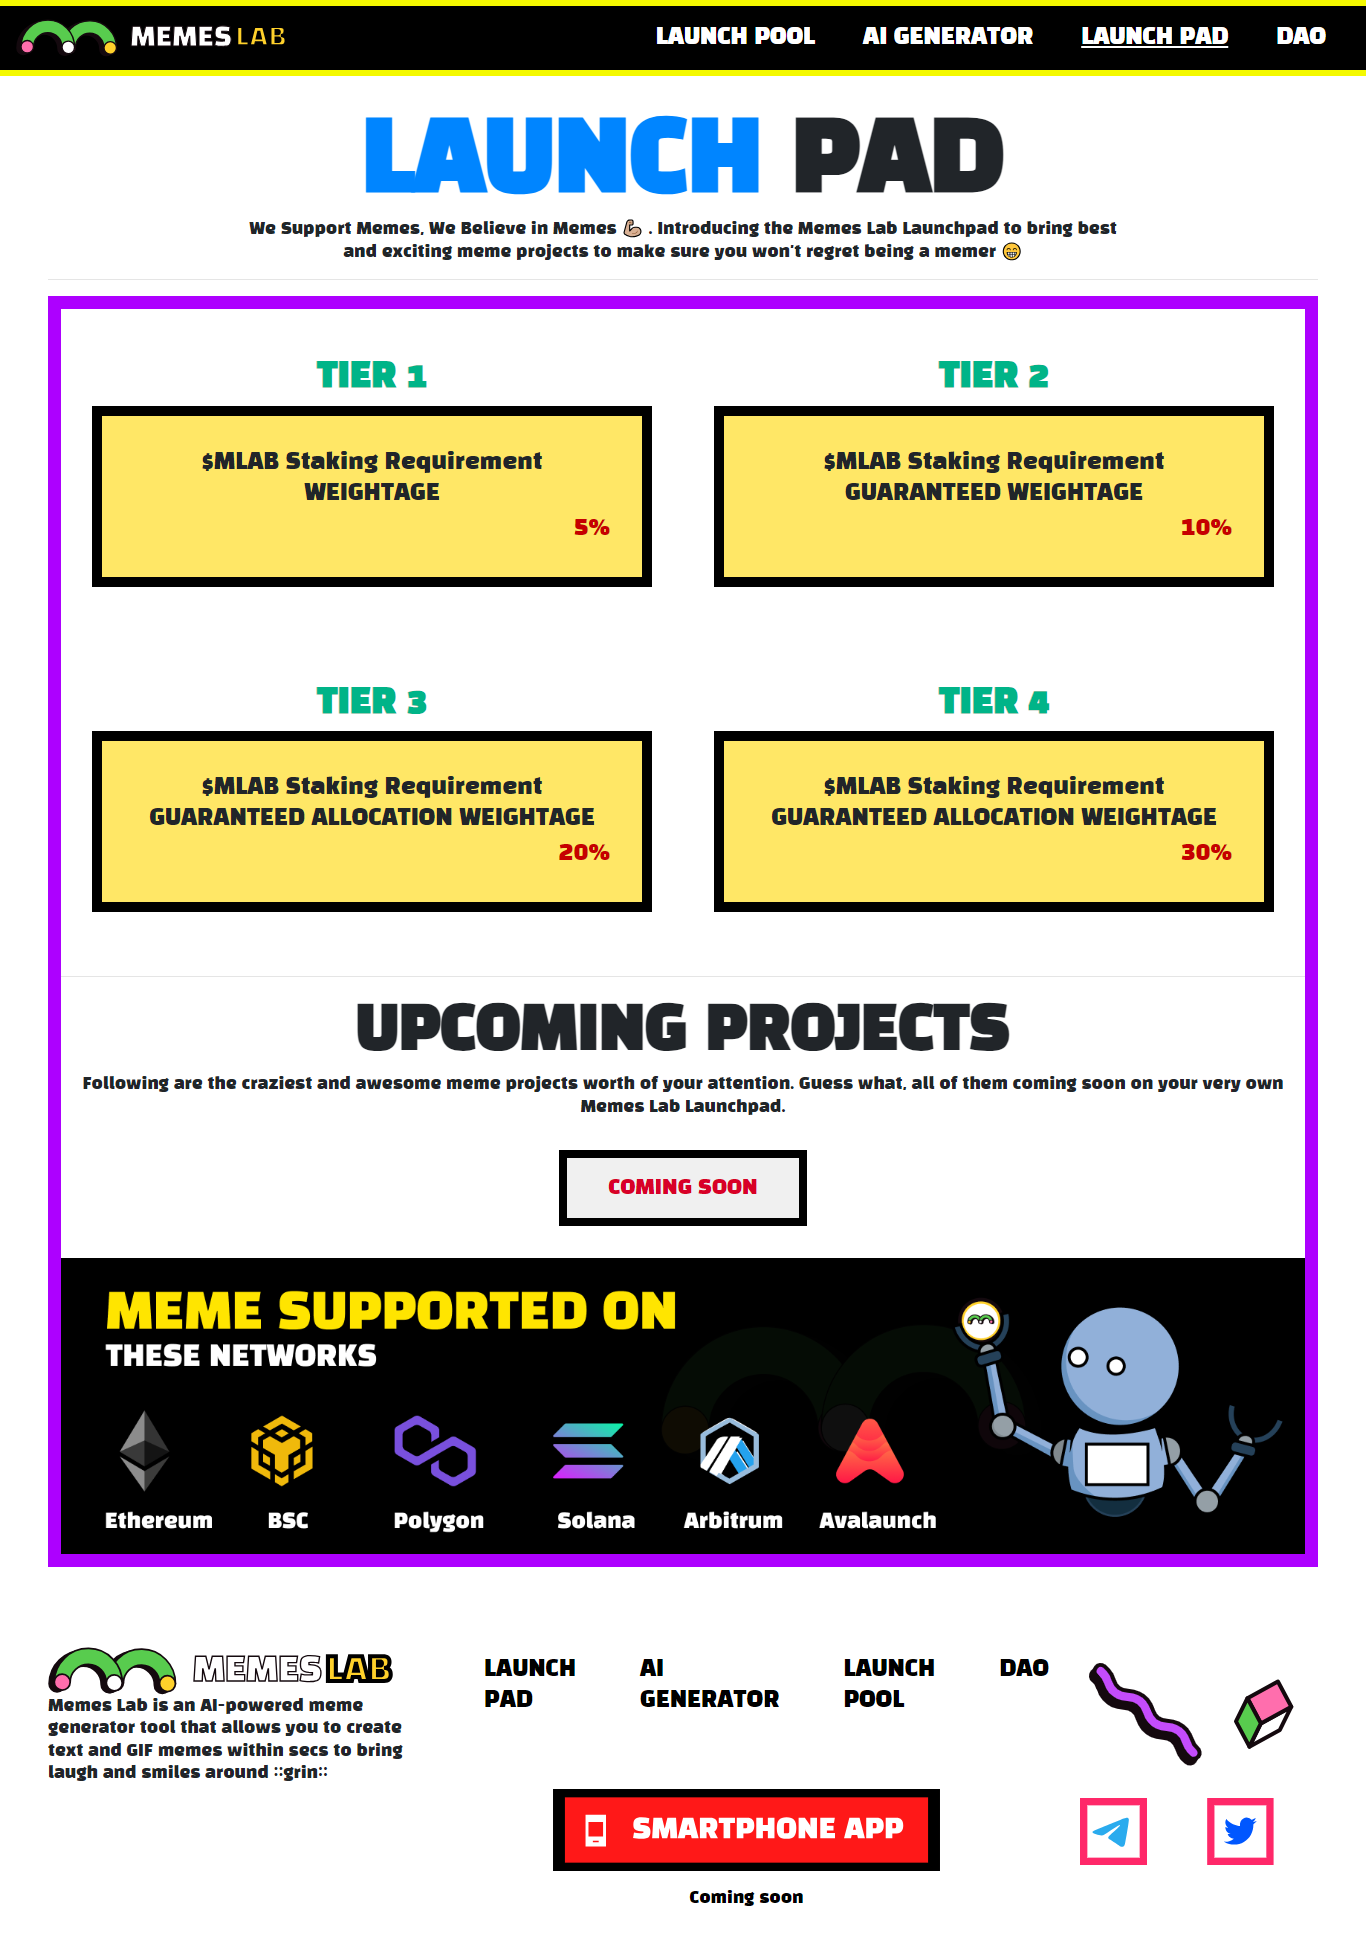 MEMES LAB
LAUNCH POOL
AI GENERATOR
LAUNCH PAD
DAO
LAUNCH PAD
We Support Memes, We Believe in Memes 💪🏽 . Introducing the Memes Lab Launchpad to bring best
and exciting meme projects to make sure you won't regret being a memer 😁
TIER 1
$MLAB Staking Requirement
WEIGHTAGE
5%
TIER 2
$MLAB Staking Requirement
GUARANTEED WEIGHTAGE
10%
TIER 3
$MLAB Staking Requirement
GUARANTEED ALLOCATION WEIGHTAGE
20%
TIER 4
$MLAB Staking Requirement
GUARANTEED ALLOCATION WEIGHTAGE
30%
UPCOMING PROJECTS
Following are the craziest and awesome meme projects worth of your attention. Guess what, all of them coming soon on your very own
Memes Lab Launchpad.
COMING SOON
MEME SUPPORTED ON
THESE NETWORKS
Ethereum
BSC
Polygon
Solana
Arbitrum
Avalaunch
MEMES LAB
Memes Lab is an AI-powered meme
generator tool that allows you to create
text and GIF memes within secs to bring
laugh and smiles around ::grin::
LAUNCH
PAD
AI
GENERATOR
LAUNCH
POOL
DAO
SMARTPHONE APP
Coming soon